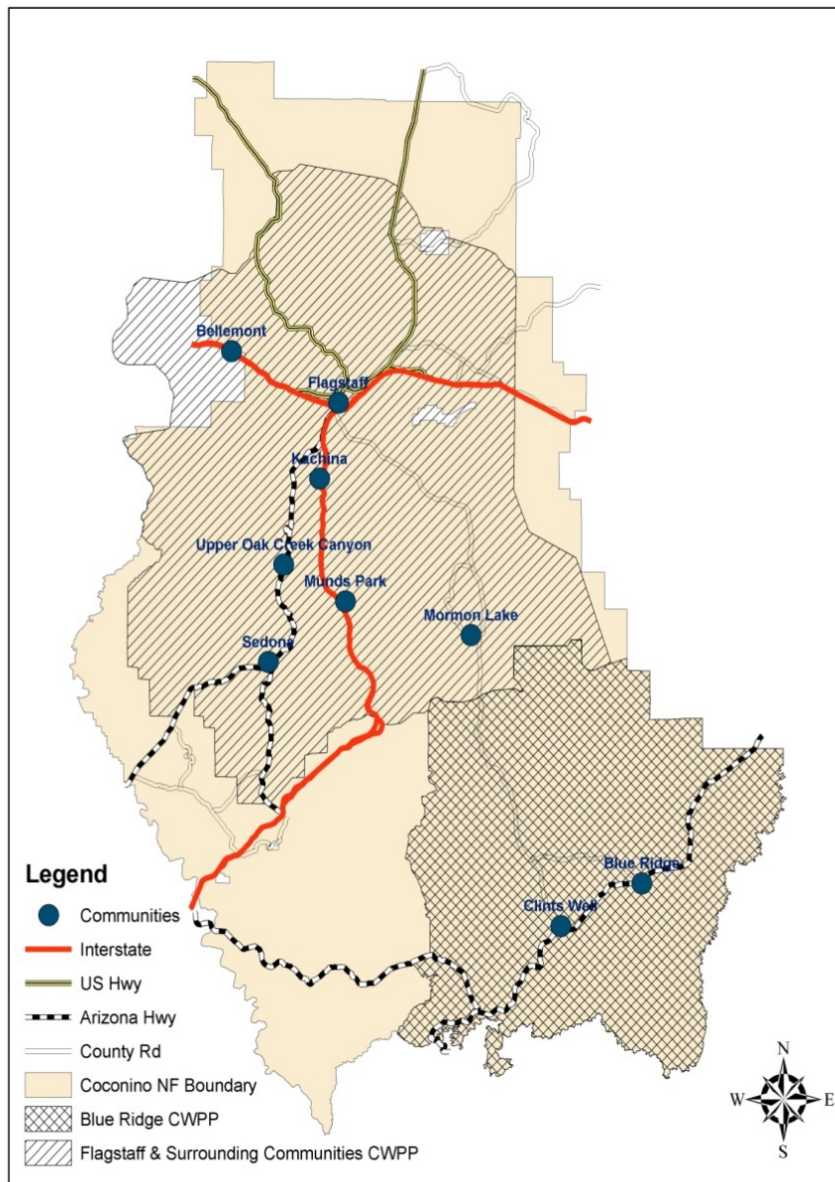 Bellemont
Flagstaff
Kachina
Upper Oak Creek Canyon
Munds Park
Mormon Lake
Sedona
Blue Ridge
Clints Well
Legend
Communities
Interstate
US Hwy
Arizona Hwy
County Rd
Coconino NF Boundary
Blue Ridge CWPP
Flagstaff & Surrounding Communities CWPP
N
W E
S